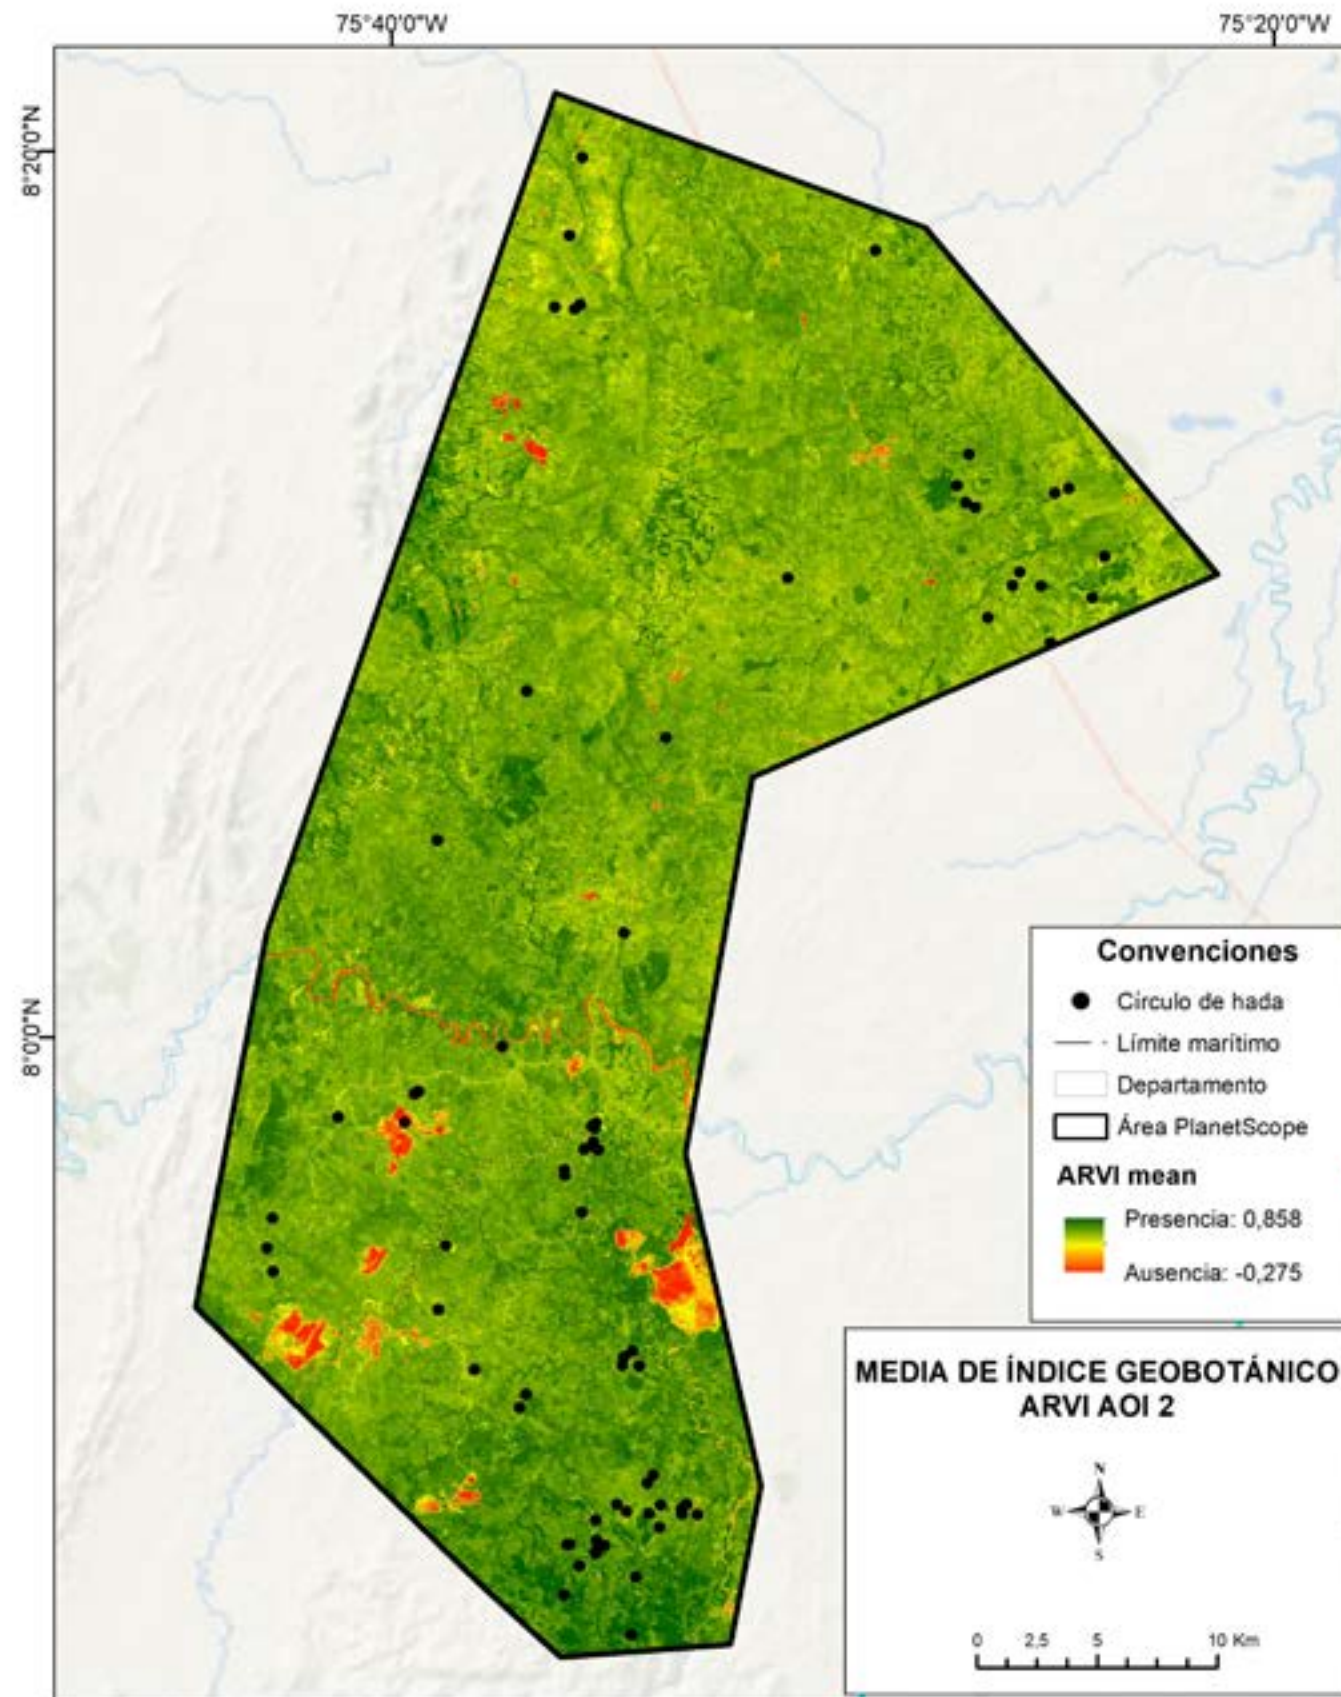 75°40'0"W
75°20'0"W
8°20'0"N
8°0'0"N
Convenciones
Circulo de hada
Límite marítimo
Departamento
Área PlanetScope
ARVI mean
Presencia: 0,858
Ausencia: -0,275
MEDIA DE ÍNDICE GEOBOTÁNICO
ARVI AOI 2
N
W
E
S
0 2,5 5 10 Km